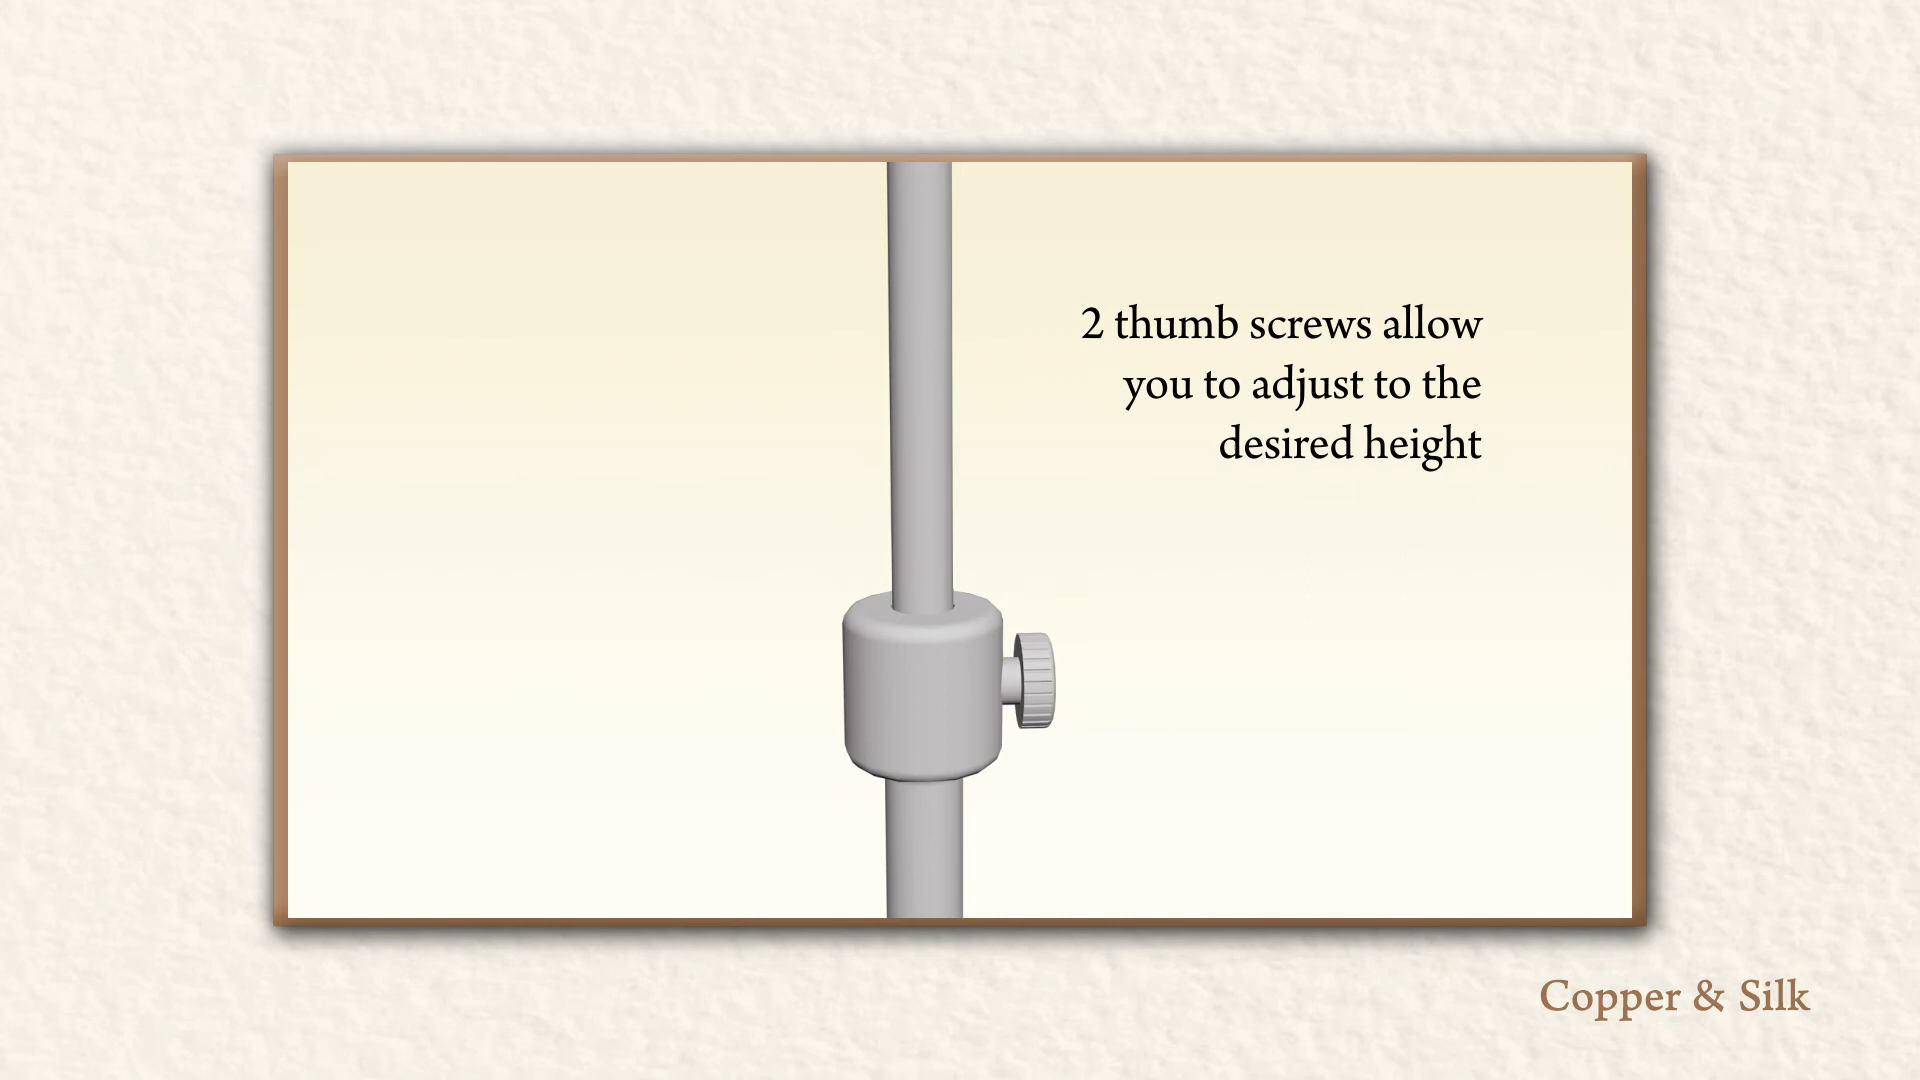 2 thumb screws allow
you to adjust to the
desired height
Copper & Silk